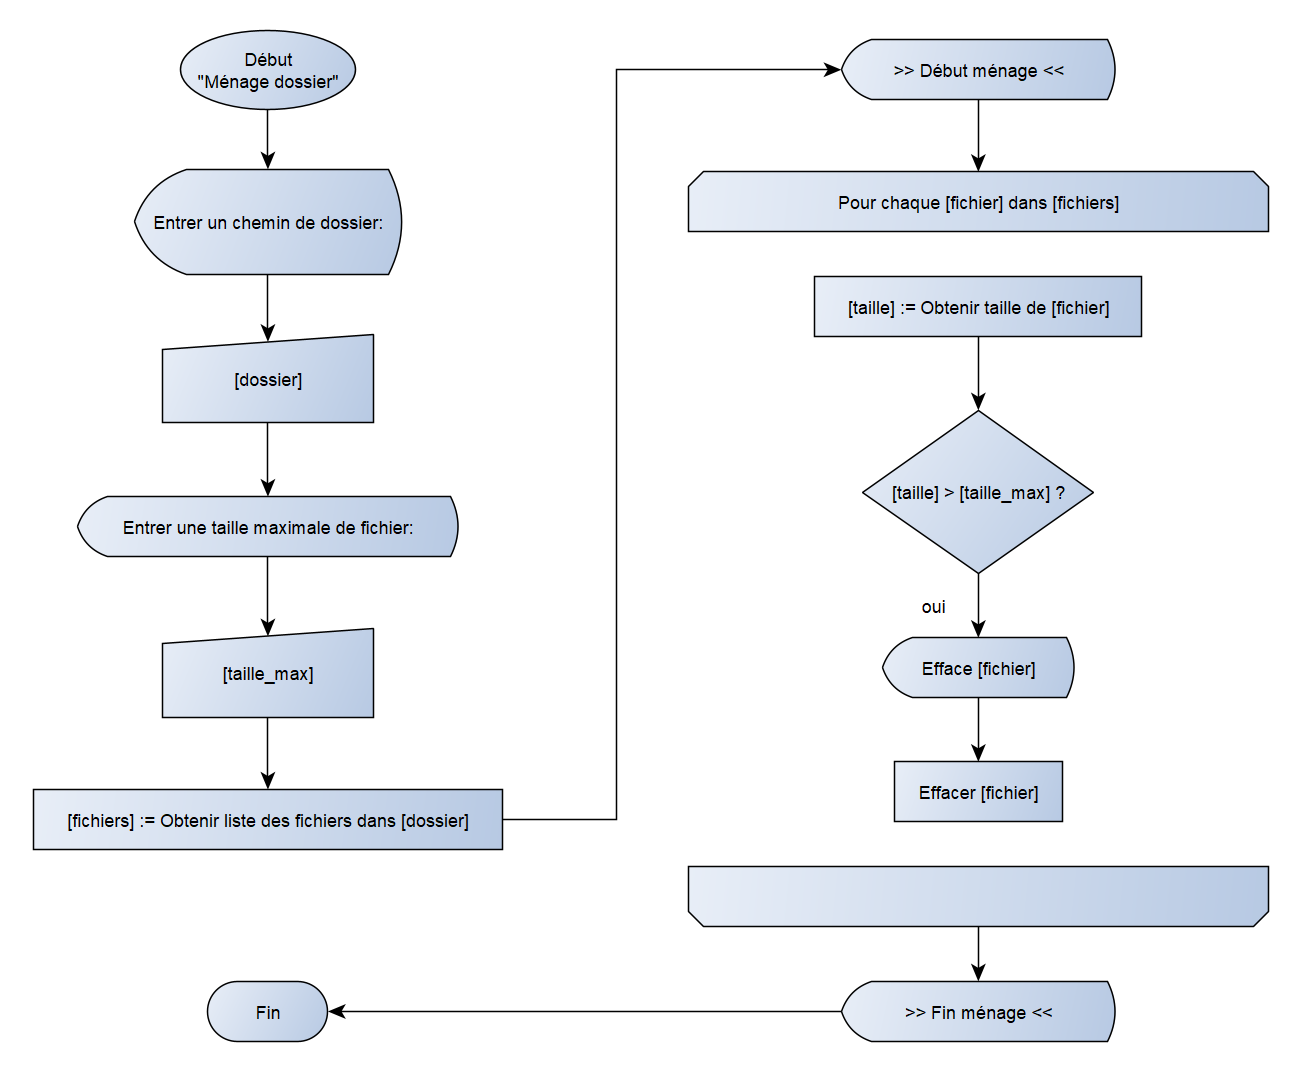 Début
"Ménage dossier"
Entrer un chemin de dossier:
[dossier]
Entrer une taille maximale de fichier:
[taille_max]
[fichiers] := Obtenir liste des fichiers dans [dossier]
>> Début ménage <<
Pour chaque [fichier] dans [fichiers]
[taille] := Obtenir taille de [fichier]
[taille] > [taille_max] ?
oui
Efface [fichier]
Effacer [fichier]
>> Fin ménage <<
Fin